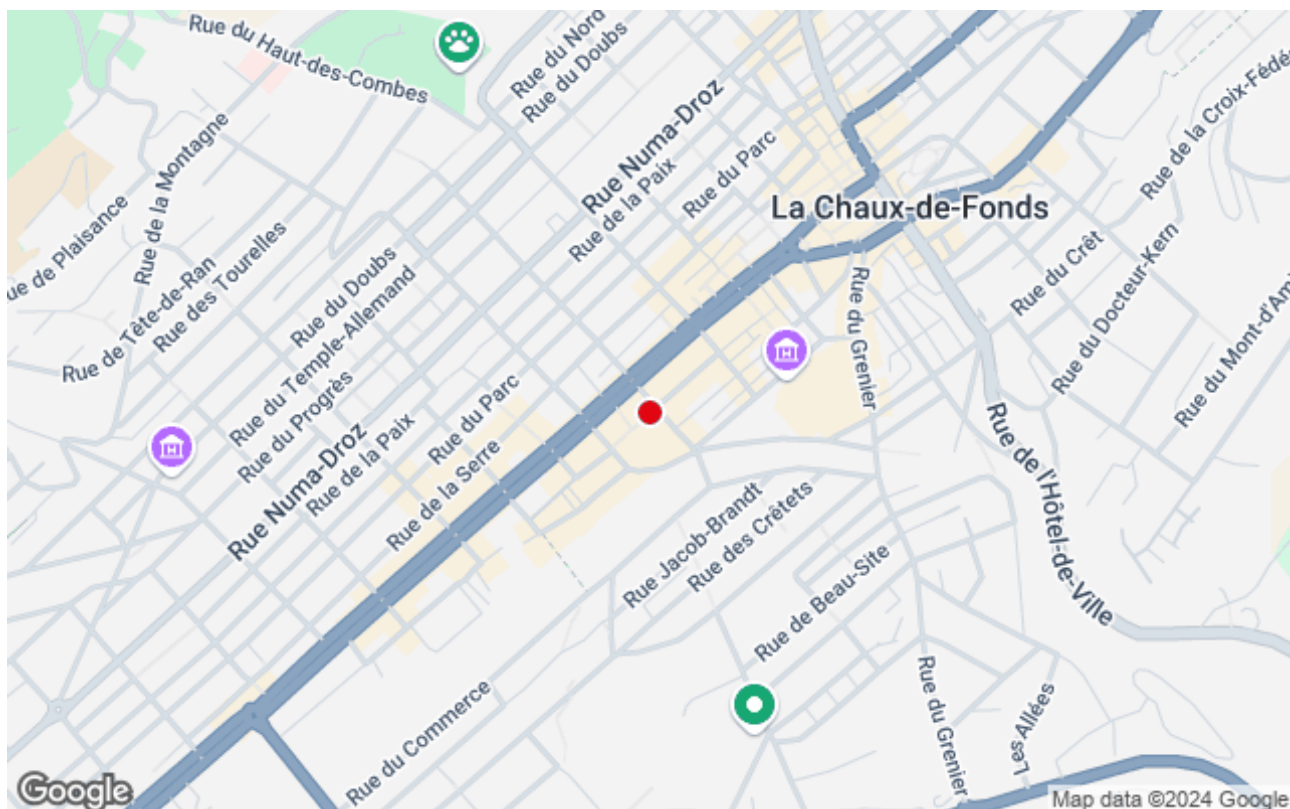 Rue du Haut-des-Combes
Rue du Nord
Rue du Doubs
Rue Numa-Droz
Rue de la Paix
Rue du Parc
Rue de la Croix-Fédé
La Chaux-de-Fonds
Rue de la Montagne
ue de Plaisance
Rue de Tête-de-Ran
Rue des Tourelles
Rue du Doubs
Rue du Temple-Allemand
Rue du Progrès
Rue Numa-Droz
Rue de la Paix
Rue du Parc
Rue de la Serre
Rue du Grenier
Rue du Crêt
Rue du Docteur-Kern
Rue du Mont-d'Am
Rue de l'Hôtel-de-Ville
Rue Jacob-Brandt
Rue des Crêtets
Rue de Beau-Site
Rue du Commerce
Rue du Grenier
Les Allées
Google
Map data ©2024 Google